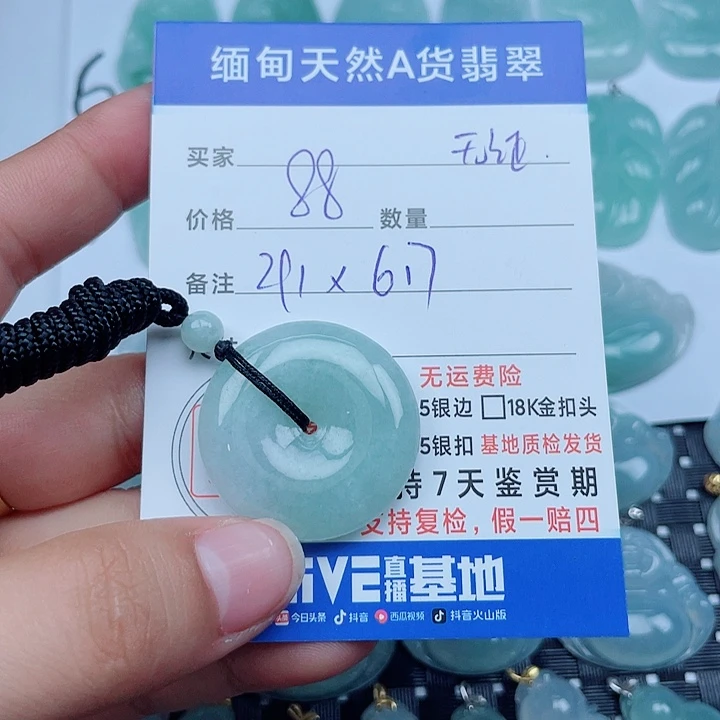 缅甸天然A货翡翠
买家
价格 88 数量
备注 291 x 617
无运费险
5银边 □18K金扣头
5银扣 基地质检发货
持7天鉴赏期
支持复检，假一赔四
LiVE直播基地
今日头条 抖音 西瓜视频 抖音火山版